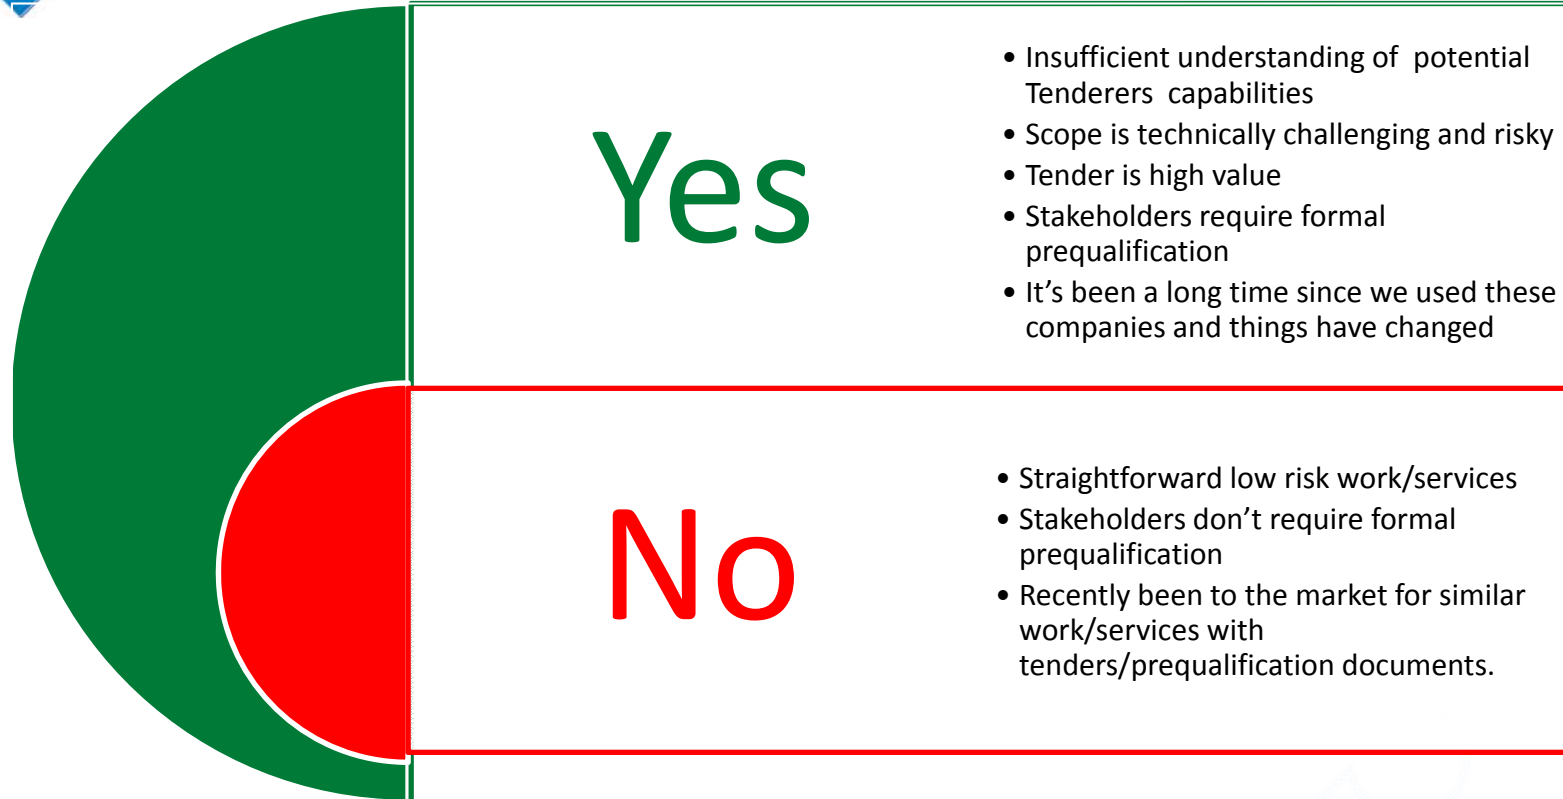 Yes
• Insufficient understanding of  potential
Tenderers  capabilities
• Scope is technically challenging and risky
• Tender is high value
• Stakeholders require formal
prequalification
• It’s been a long time since we used these
companies and things have changed
No
• Straightforward low risk work/services
• Stakeholders don’t require formal
prequalification
• Recently been to the market for similar
work/services with
tenders/prequalification documents.